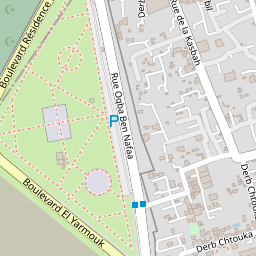 Boulevard Résidence
Rue de la Kasbah
Rue Oqba Ben Nafaa
P
Boulevard El Yarmouk
Derb Chtouka
Derb Chtouka